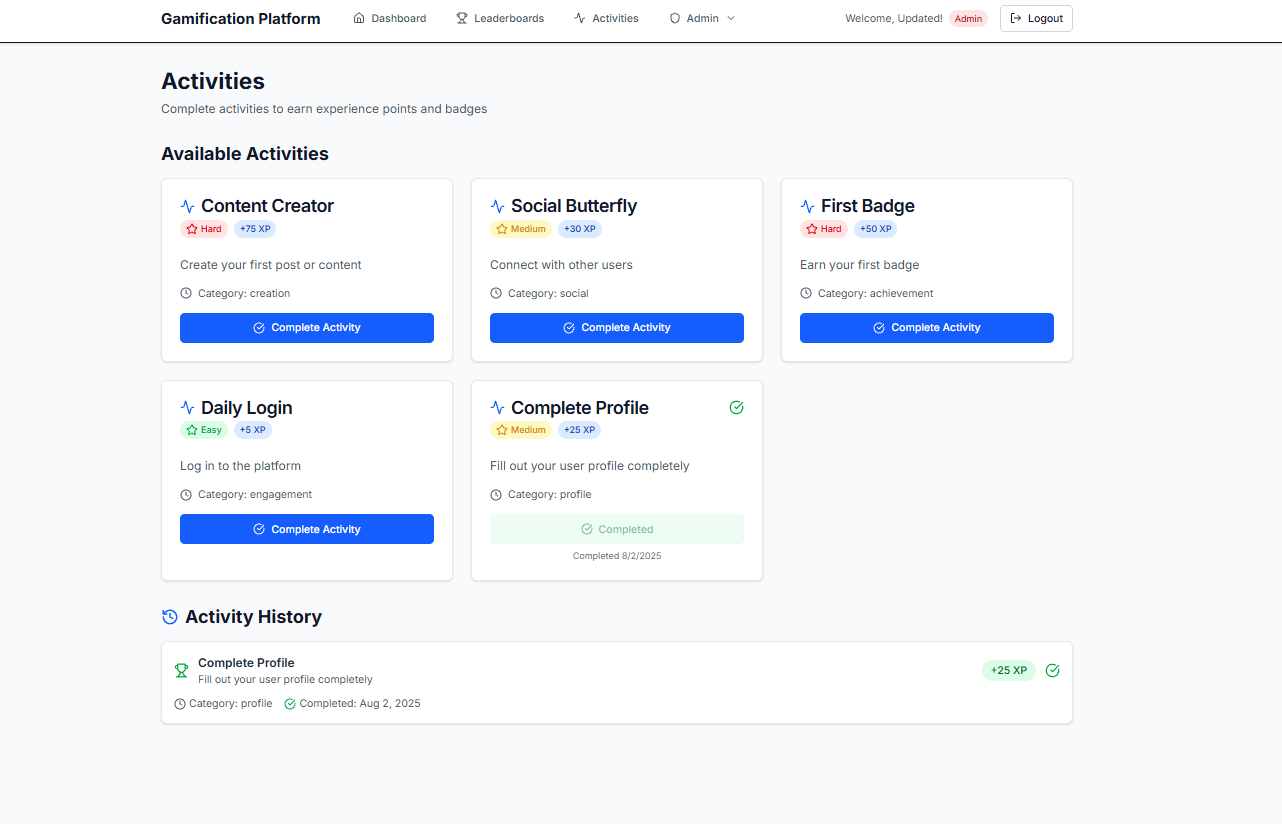 Gamification Platform Dashboard Leaderboards Activities Admin Welcome, Updated! Admin Logout
Activities
Complete activities to earn experience points and badges
Available Activities
Content Creator
Hard +75 XP
Create your first post or content
Category: creation
Complete Activity
Social Butterfly
Medium +30 XP
Connect with other users
Category: social
Complete Activity
First Badge
Hard +50 XP
Earn your first badge
Category: achievement
Complete Activity
Daily Login
Easy +5 XP
Log in to the platform
Category: engagement
Complete Activity
Complete Profile
Medium +25 XP
Fill out your user profile completely
Category: profile
Completed
Completed 8/2/2025
Activity History
Complete Profile
Fill out your user profile completely
+25 XP
Category: profile Completed: Aug 2, 2025